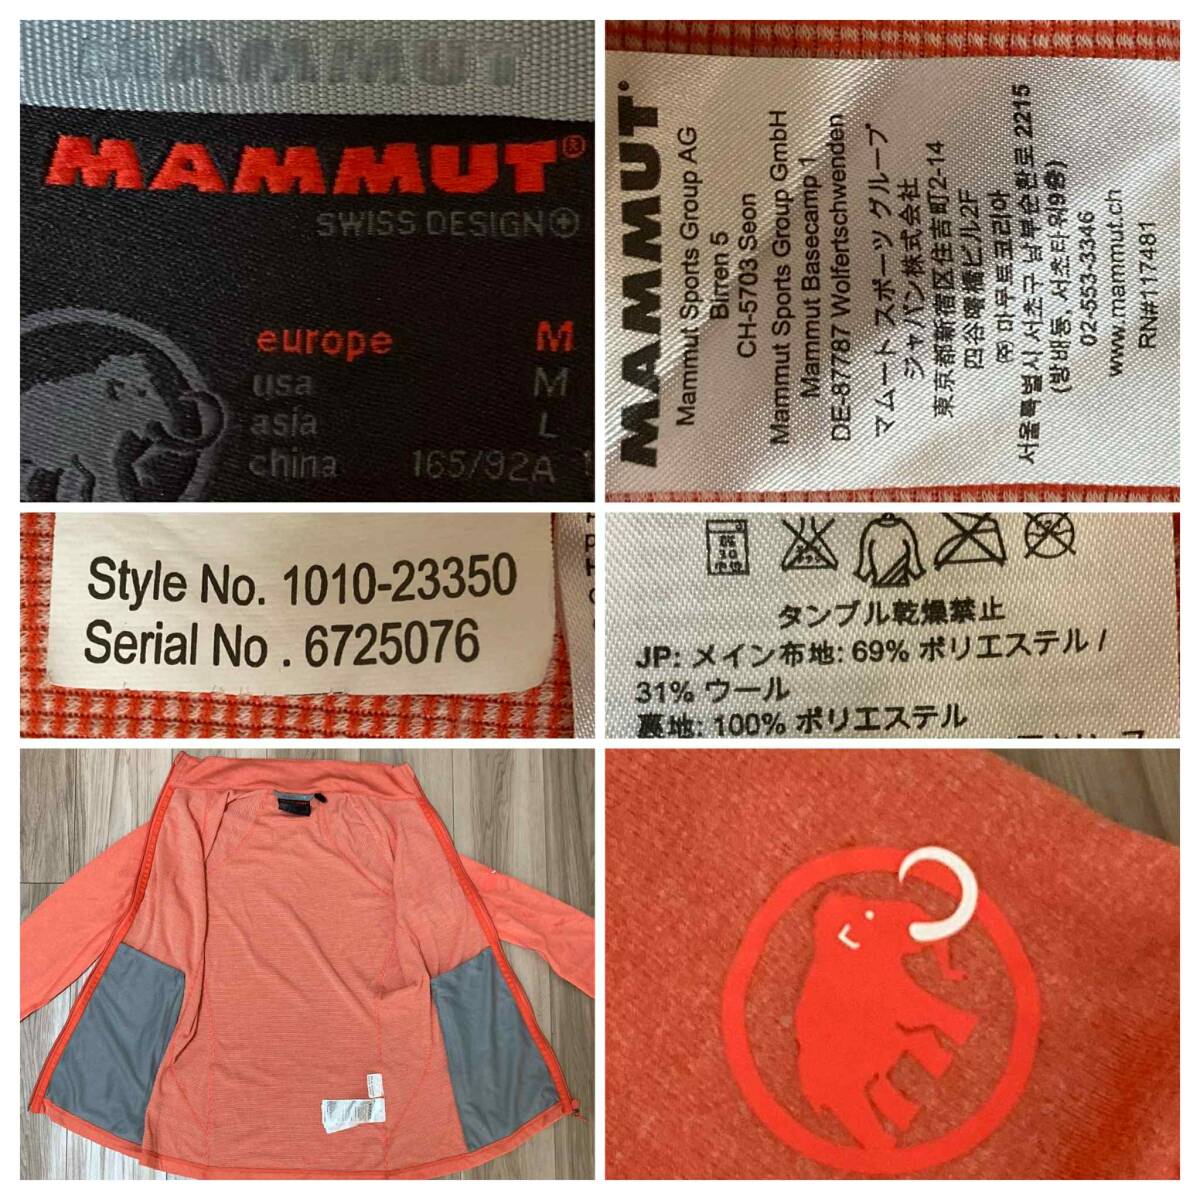 MAMMUT
MAMMUT®
SWISS DESIGN
europe M
usa M
asia L
china 165/92A
MAMMUT
Mammut Sports Group AG
Birren 5
CH-5703 Seon
Mammut Sports Group GmbH
Mammut Basecamp 1
DE-87787 Wolfertschwenden
マムート スポーツ グループ
ジャパン株式会社
東京都新宿区住吉町2-14
四谷曙橋ビル2F
㈜ 마무트코리아
서울특별시 서초구 남부순환로 2215
(방배동, 서초타워9층)
02-553-3346
www.mammut.ch
RN#117481
Style No. 1010-23350
Serial No . 6725076
タンブル乾燥禁止
JP: メイン布地: 69% ポリエステル /
31% ウール
裏地: 100% ポリエステル